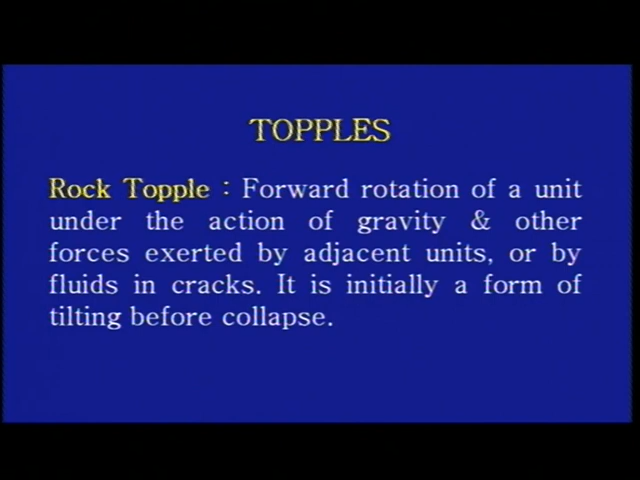 TOPPLES
Rock Topple : Forward rotation of a unit
under the action of gravity & other
forces exerted by adjacent units, or by
fluids in cracks. It is initially a form of
tilting before collapse.